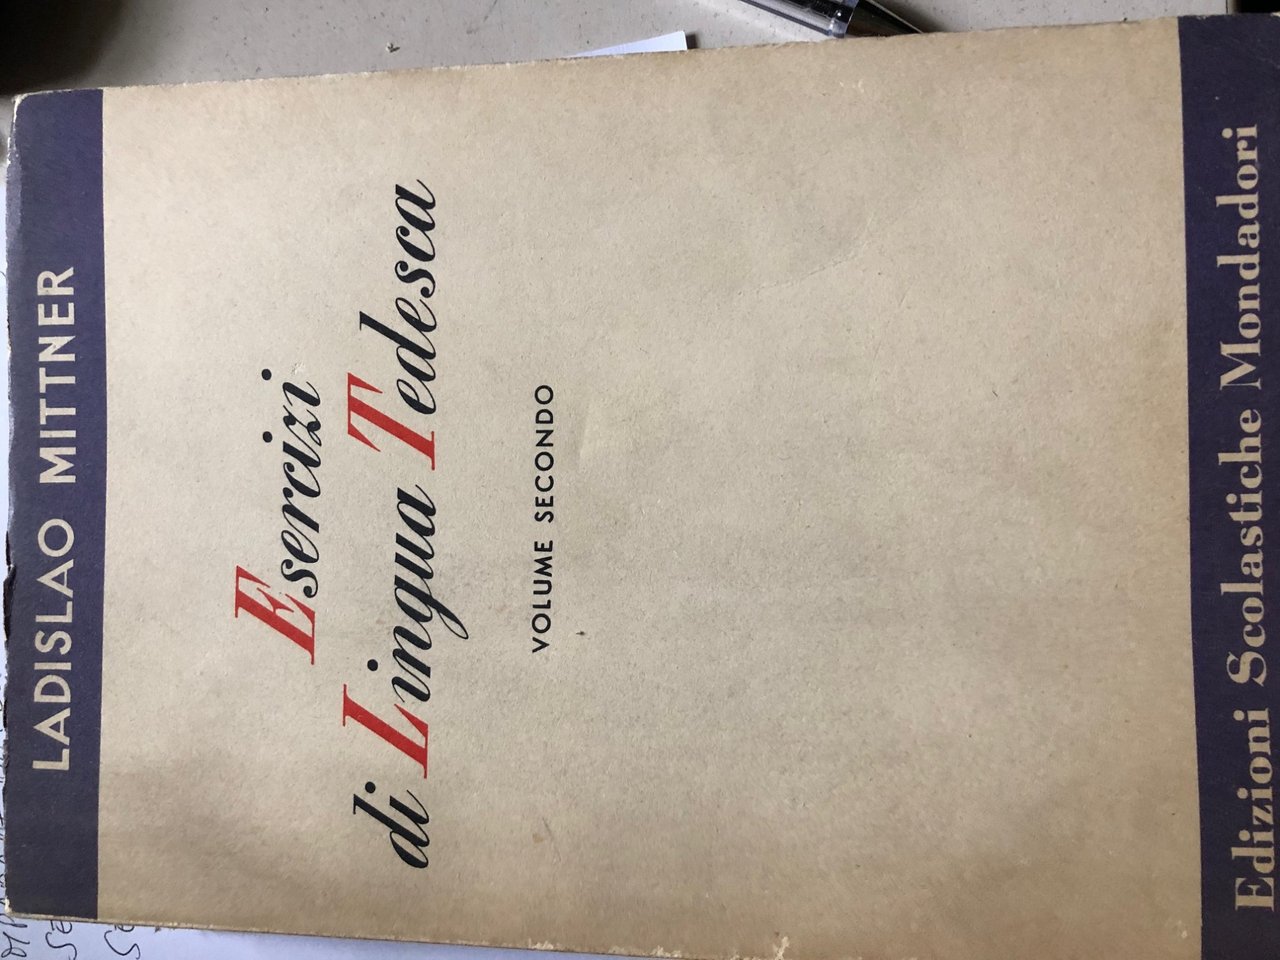 LADISLAO MITTNER
Esercizi
di Lingua Tedesca
VOLUME SECONDO
Edizioni Scolastiche Mondadori